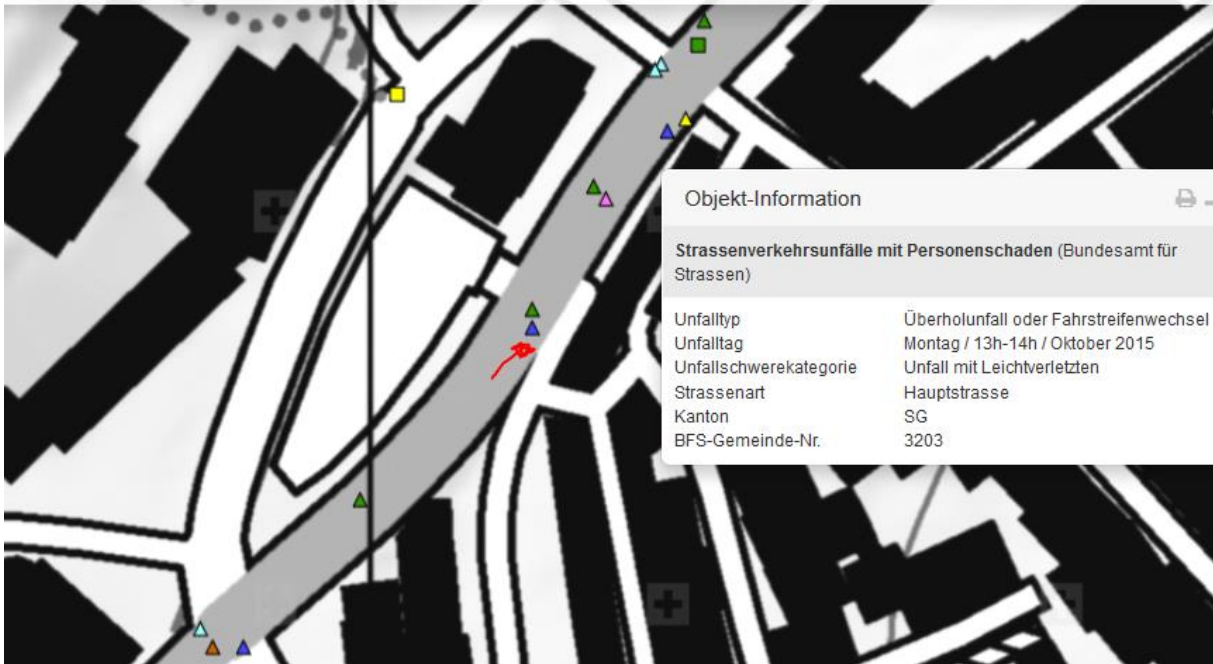 Objekt-Information
Strassenverkehrsunfälle mit Personenschaden (Bundesamt für
Strassen)
Unfalltyp Überholunfall oder Fahrstreifenwechsel
Unfalltag Montag / 13h-14h / Oktober 2015
Unfallschwerekategorie Unfall mit Leichtverletzten
Strassenart Hauptstrasse
Kanton SG
BFS-Gemeinde-Nr. 3203